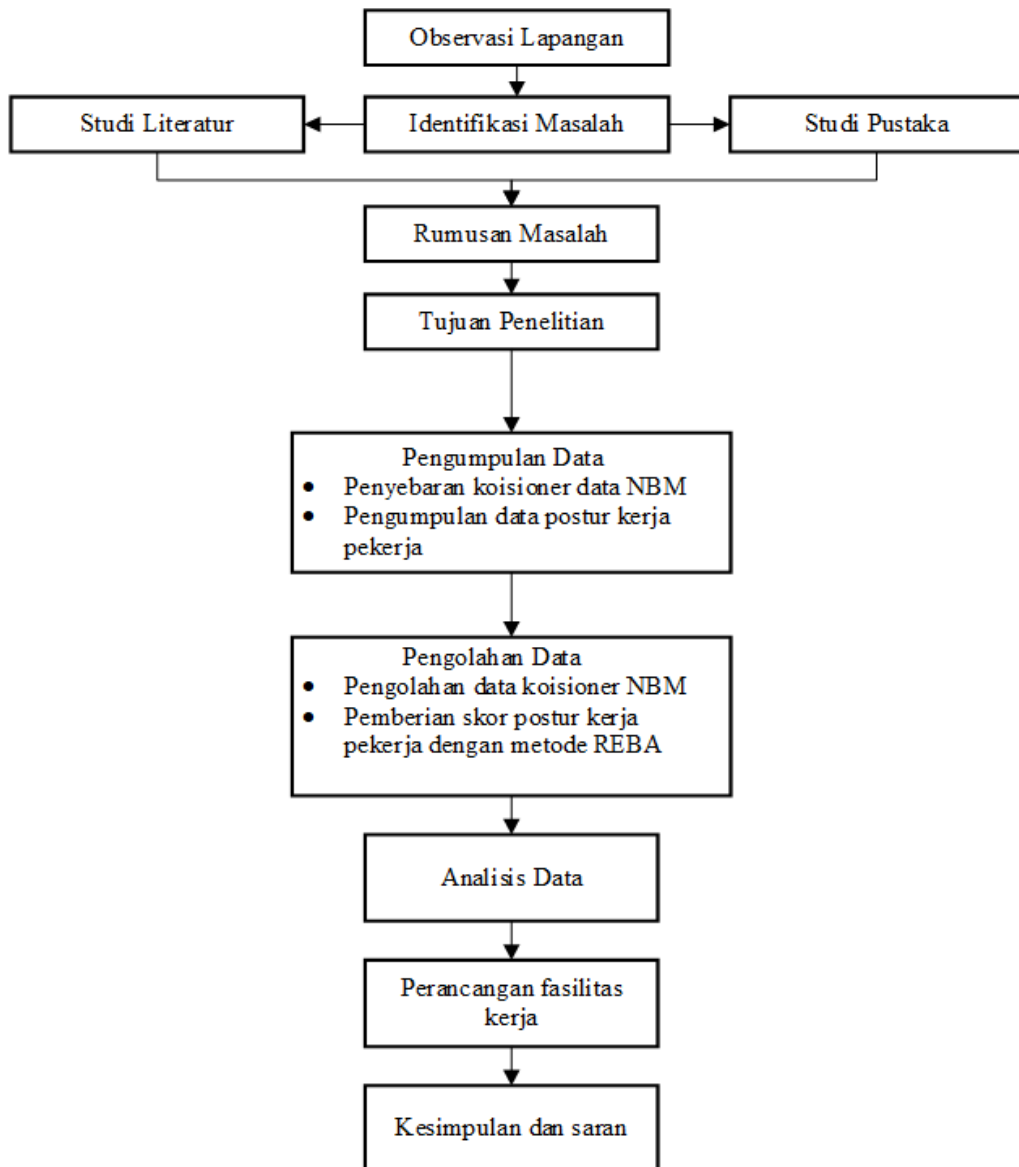 Observasi Lapangan
Studi Literatur
Identifikasi Masalah
Studi Pustaka
Rumusan Masalah
Tujuan Penelitian
Pengumpulan Data
• Penyebaran koisioner data NBM
• Pengumpulan data postur kerja
pekerja
Pengolahan Data
• Pengolahan data koisioner NBM
• Pemberian skor postur kerja
pekerja dengan metode REBA
Analisis Data
Perancangan fasilitas
kerja
Kesimpulan dan saran